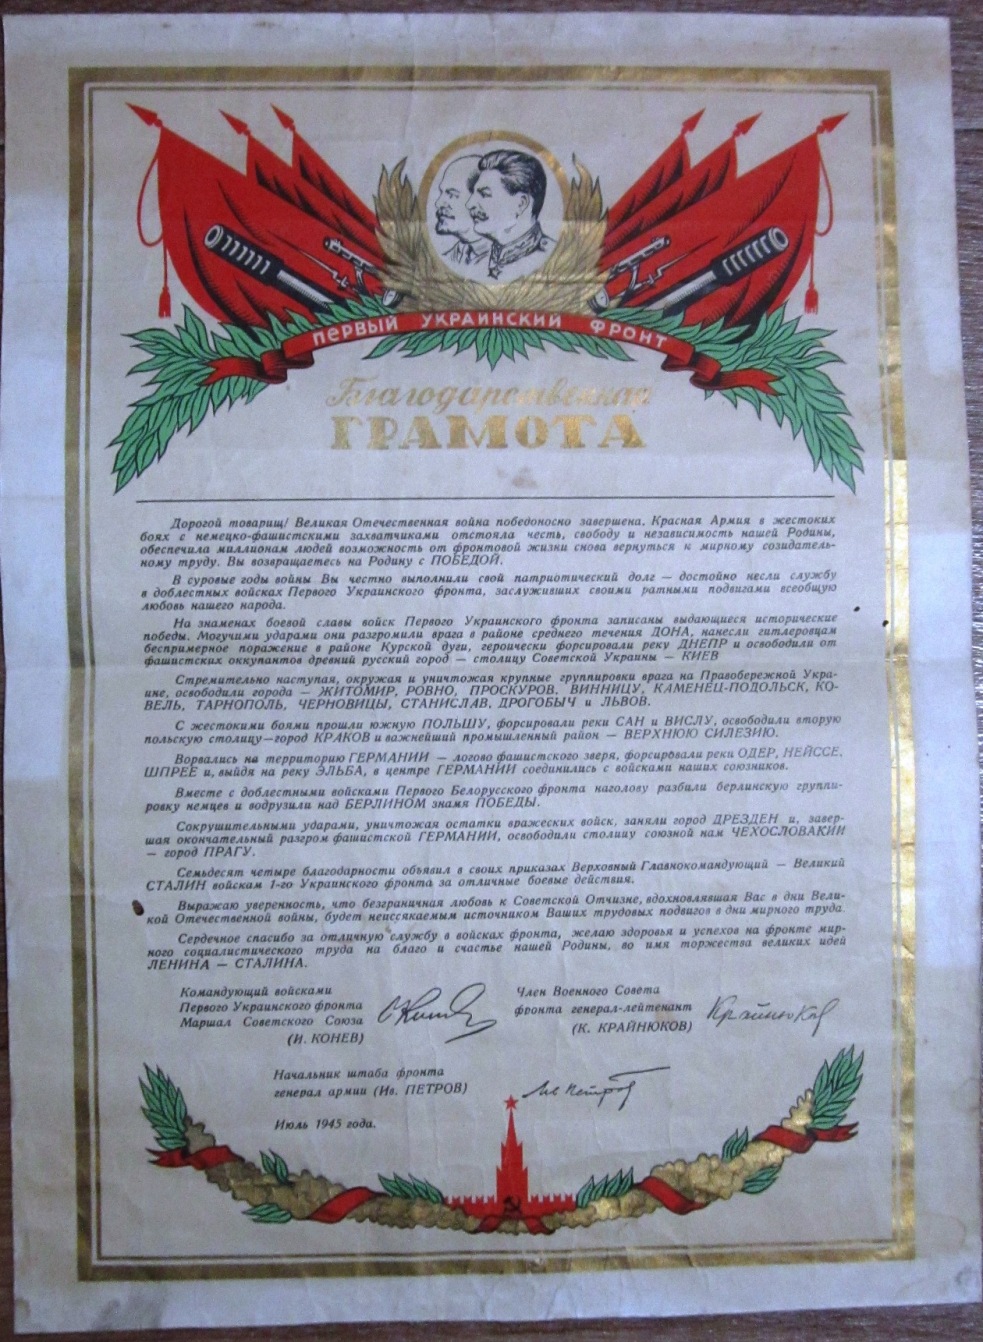 ПЕРВЫЙ УКРАИНСКИЙ ФРОНТ
Благодарственная
ГРАМОТА
Дорогой товарищ! Великая Отечественная война победоносно завершена. Красная Армия в жестоких
боях с немецко-фашистскими захватчиками отстояла честь, свободу и независимость нашей Родины,
обеспечила миллионам людей возможность от фронтовой жизни снова вернуться к мирному созидатель-
ному труду. Вы возвращаетесь на Родину с ПОБЕДОЙ.
В суровые годы войны Вы честно выполнили свой патриотический долг — достойно несли службу
в доблестных войсках Первого Украинского фронта, заслуживших своими ратными подвигами всеобщую
любовь нашего народа.
На знаменах боевой славы войск Первого Украинского фронта записаны выдающиеся исторические
победы. Могучими ударами они разгромили врага в районе среднего течения ДОНА, нанесли гитлеровцам
беспримерное поражение в районе Курской дуги, героически форсировали реку ДНЕПР и освободили от
фашистских оккупантов древний русский город — столицу Советской Украины — КИЕВ
Стремительно наступая, окружая и уничтожая крупные группировки врага на Правобережной Укра-
ине, освободили города — ЖИТОМИР, РОВНО, ПРОСКУРОВ, ВИННИЦУ, КАМЕНЕЦ-ПОДОЛЬСК, КО-
ВЕЛЬ, ТАРНОПОЛЬ, ЧЕРНОВИЦЫ, СТАНИСЛАВ, ДРОГОБЫЧ и ЛЬВОВ.
С жестокими боями прошли южную ПОЛЬШУ, форсировали реки САН и ВИСЛУ, освободили вторую
польскую столицу—город КРАКОВ и важнейший промышленный район — ВЕРХНЮЮ СИЛЕЗИЮ.
Ворвались на территорию ГЕРМАНИИ — логово фашистского зверя, форсировали реки ОДЕР, НЕЙССЕ,
ШПРЕЕ и, выйдя на реку ЭЛЬБА, в центре ГЕРМАНИИ соединились с войсками наших союзников.
Вместе с доблестными войсками Первого Белорусского фронта наголову разбили берлинскую группи-
ровку немцев и водрузили над БЕРЛИНОМ знамя ПОБЕДЫ.
Сокрушительными ударами, уничтожая остатки вражеских войск, заняли город ДРЕЗДЕН и, завер-
шая окончательный разгром фашистской ГЕРМАНИИ, освободили столицу союзной нам ЧЕХОСЛОВАКИИ
— город ПРАГУ.
Семьдесят четыре благодарности объявил в своих приказах Верховный Главнокомандующий — Великий
СТАЛИН войскам 1-го Украинского фронта за отличные боевые действия.
Выражаю уверенность, что безграничная любовь к Советской Отчизне, вдохновлявшая Вас в дни Вели-
кой Отечественной войны, будет неиссякаемым источником Ваших трудовых подвигов в дни мирного труда
Сердечное спасибо за отличную службу в войсках фронта, желаю здоровья и успехов на фронте мир-
ного социалистического труда на благо и счастье нашей Родины, во имя торжества великих идей
ЛЕНИНА — СТАЛИНА.
Командующий войсками
Первого Украинского фронта
Маршал Советского Союза
(И. КОНЕВ)
Член Военного Совета
фронта генерал-лейтенант
(К. КРАЙНЮКОВ)
Крайнюков
Начальник штаба фронта
генерал армии (Ив. ПЕТРОВ)
Ив Петров
Июль 1945 года.